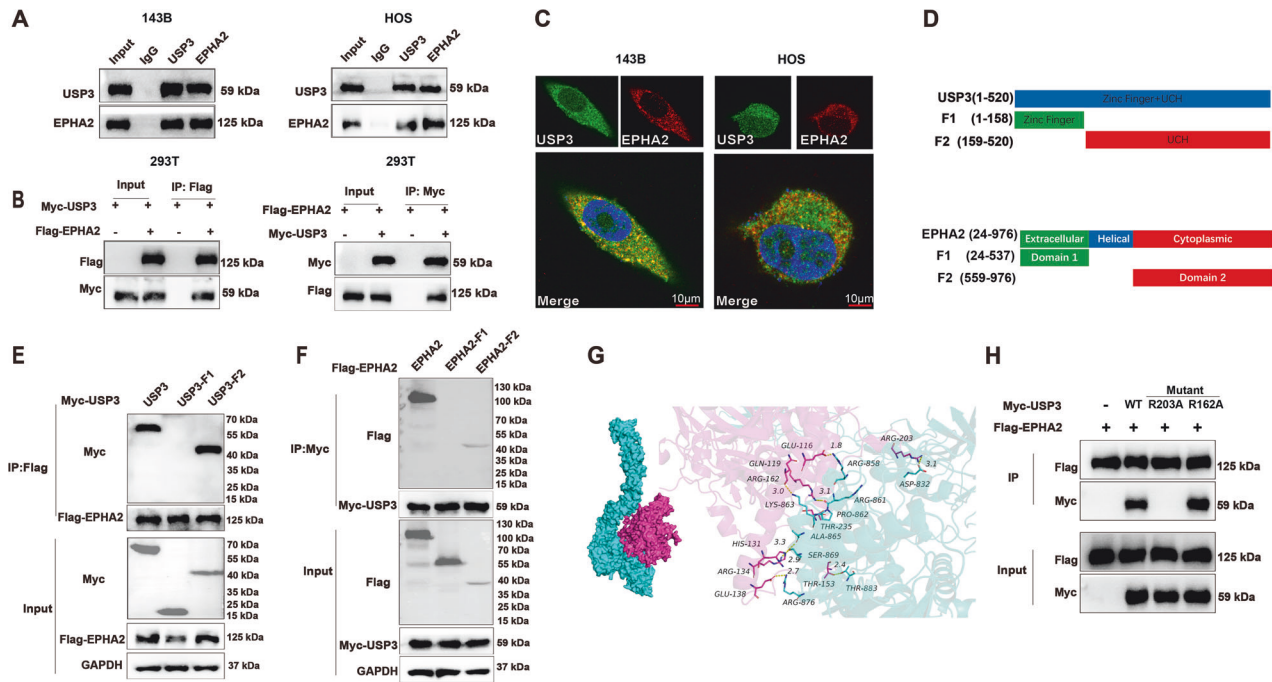 A
143B
Input IgG USP3 EPHA2
USP3 59 kDa
EPHA2 125 kDa
HOS
Input IgG USP3 EPHA2
USP3 59 kDa
EPHA2 125 kDa
B
293T
Input IP: Flag
Myc-USP3 + + + +
Flag-EPHA2 - + - +
Flag 125 kDa
Myc 59 kDa
293T
Input IP: Myc
Flag-EPHA2 + + + +
Myc-USP3 - + - +
Myc 59 kDa
Flag 125 kDa
C
143B HOS
USP3 EPHA2 USP3 EPHA2
Merge 10μm Merge 10μm
D
USP3(1-520) Zinc Finger+UCH
F1 (1-158) Zinc Finger
F2 (159-520) UCH
EPHA2 (24-976) Extracellular Helical Cytoplasmic
F1 (24-537) Domain 1
F2 (559-976) Domain 2
E
Myc-USP3 USP3 USP3-F1 USP3-F2
IP:Flag
Myc
70 kDa
55 kDa
40 kDa
35 kDa
25 kDa
15 kDa
Flag-EPHA2 125 kDa
Input
Myc
70 kDa
55 kDa
40 kDa
35 kDa
25 kDa
15 kDa
Flag-EPHA2 125 kDa
GAPDH 37 kDa
F
Flag-EPHA2 EPHA2 EPHA2-F1 EPHA2-F2
IP:Myc
Flag
130 kDa
100 kDa
70 kDa
55 kDa
40 kDa
35 kDa
25 kDa
15 kDa
Myc-USP3 59 kDa
Input
Flag
130 kDa
100 kDa
70 kDa
55 kDa
40 kDa
35 kDa
25 kDa
15 kDa
Myc-USP3 59 kDa
GAPDH 37 kDa
G
GLU-116 1.8
GLN-119 ARG-858
ARG-162
3.0 3.1 ARG-861
LYS-863 PRO-862
THR-235
ALA-865
ARG-203
3.1
ASP-832
HIS-131 3.3
SER-869
2.9
ARG-134 2.7 2.4
GLU-138 THR-153 THR-883
ARG-876
H
Mutant
Myc-USP3 - WT R203A R162A
Flag-EPHA2 + + + +
IP
Flag 125 kDa
Myc 59 kDa
Input
Flag 125 kDa
Myc 59 kDa